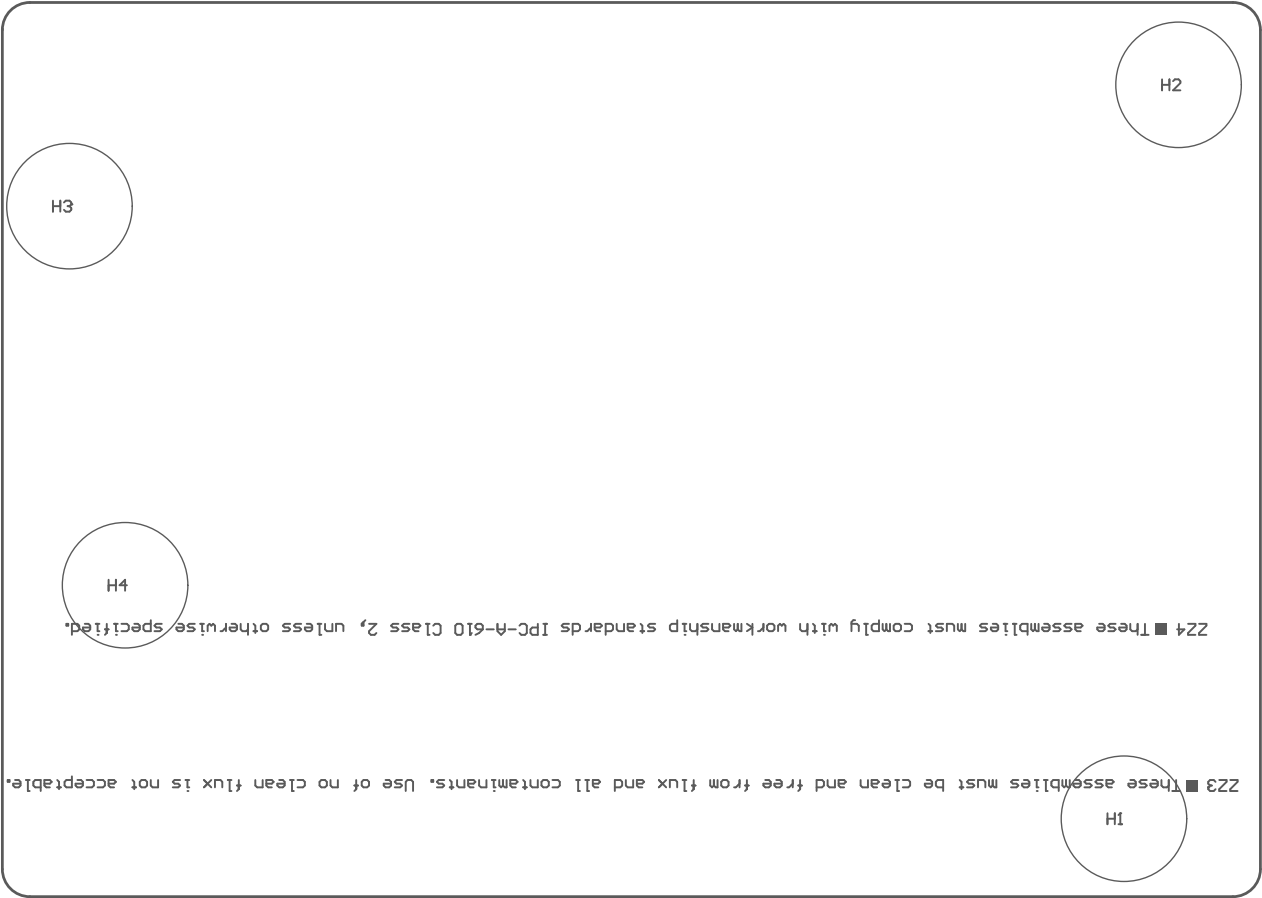 H2
H3
H4
ZZ4 ■ These assemblies must comply with workmanship standards IPC-A-610 Class 2, unless otherwise specified.
ZZ3 ■ These assemblies must be clean and free from flux and all contaminants. Use of no clean flux is not acceptable.
H1